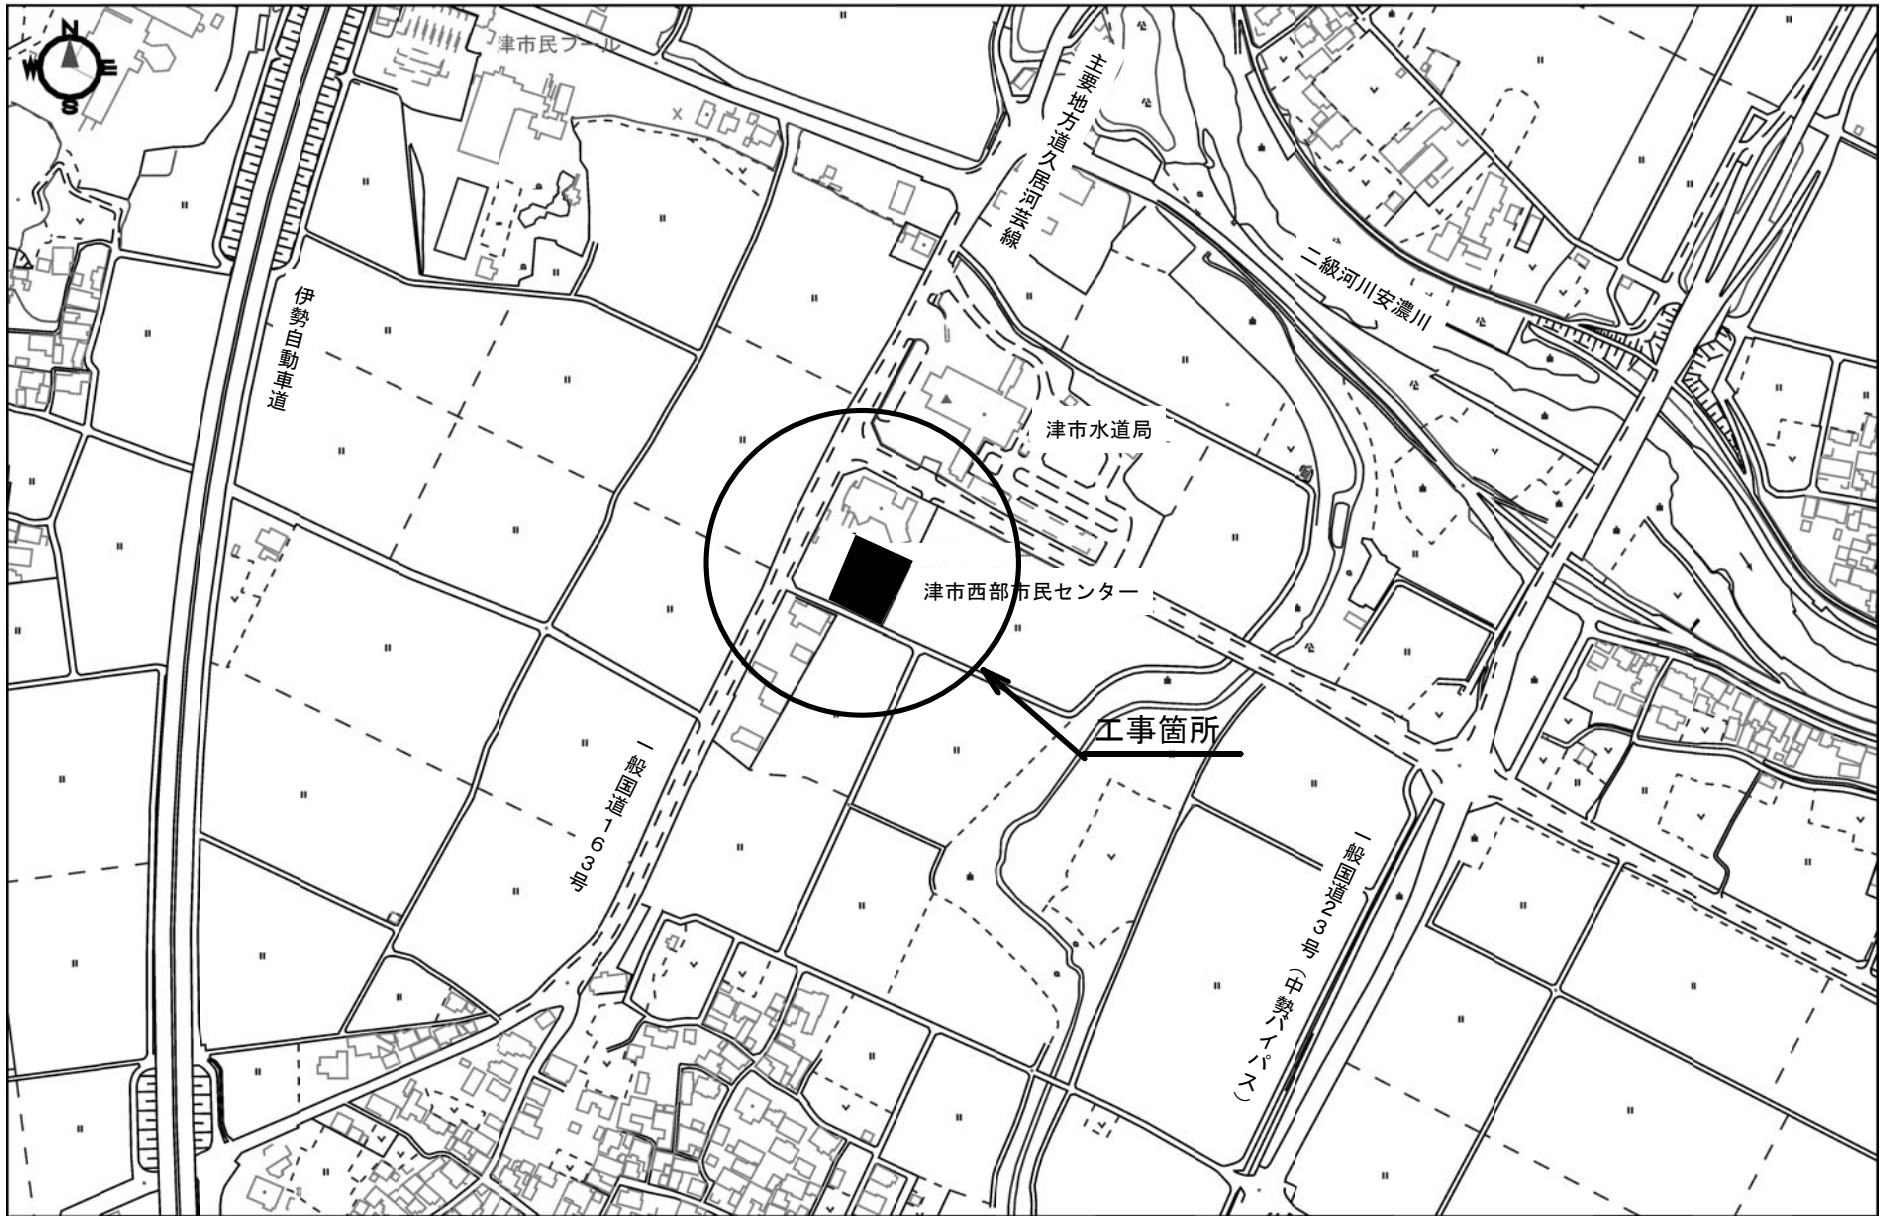 N
W
E
S
津市民プール
主要地方道久居河芸線
二級河川安濃川
伊勢自動車道
津市水道局
津市西部市民センター
工事箇所
一般国道163号
一般国道23号(中勢バイパス)